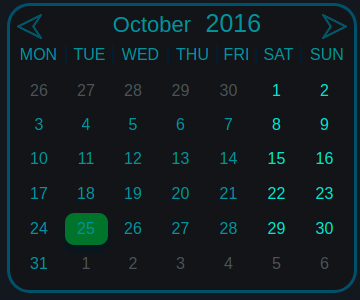 October 2016
MON TUE WED THU FRI SAT SUN
26 27 28 29 30 1 2
3 4 5 6 7 8 9
10 11 12 13 14 15 16
17 18 19 20 21 22 23
24 25 26 27 28 29 30
31 1 2 3 4 5 6